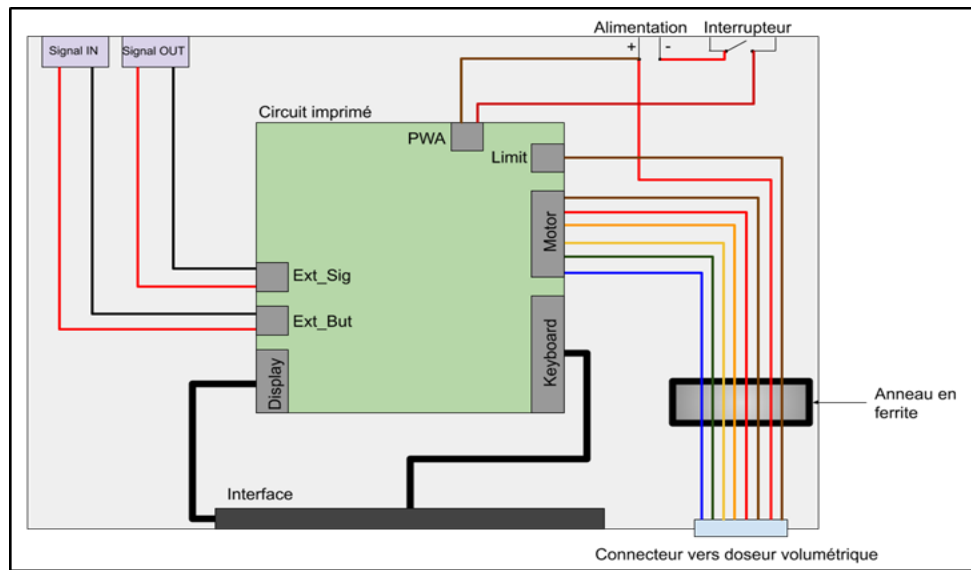 Signal IN
Signal OUT
Alimentation
Interrupteur
+
-
Circuit imprimé
PWA
Limit
Motor
Ext_Sig
Ext_But
Display
Keyboard
Anneau en
ferrite
Interface
Connecteur vers doseur volumétrique